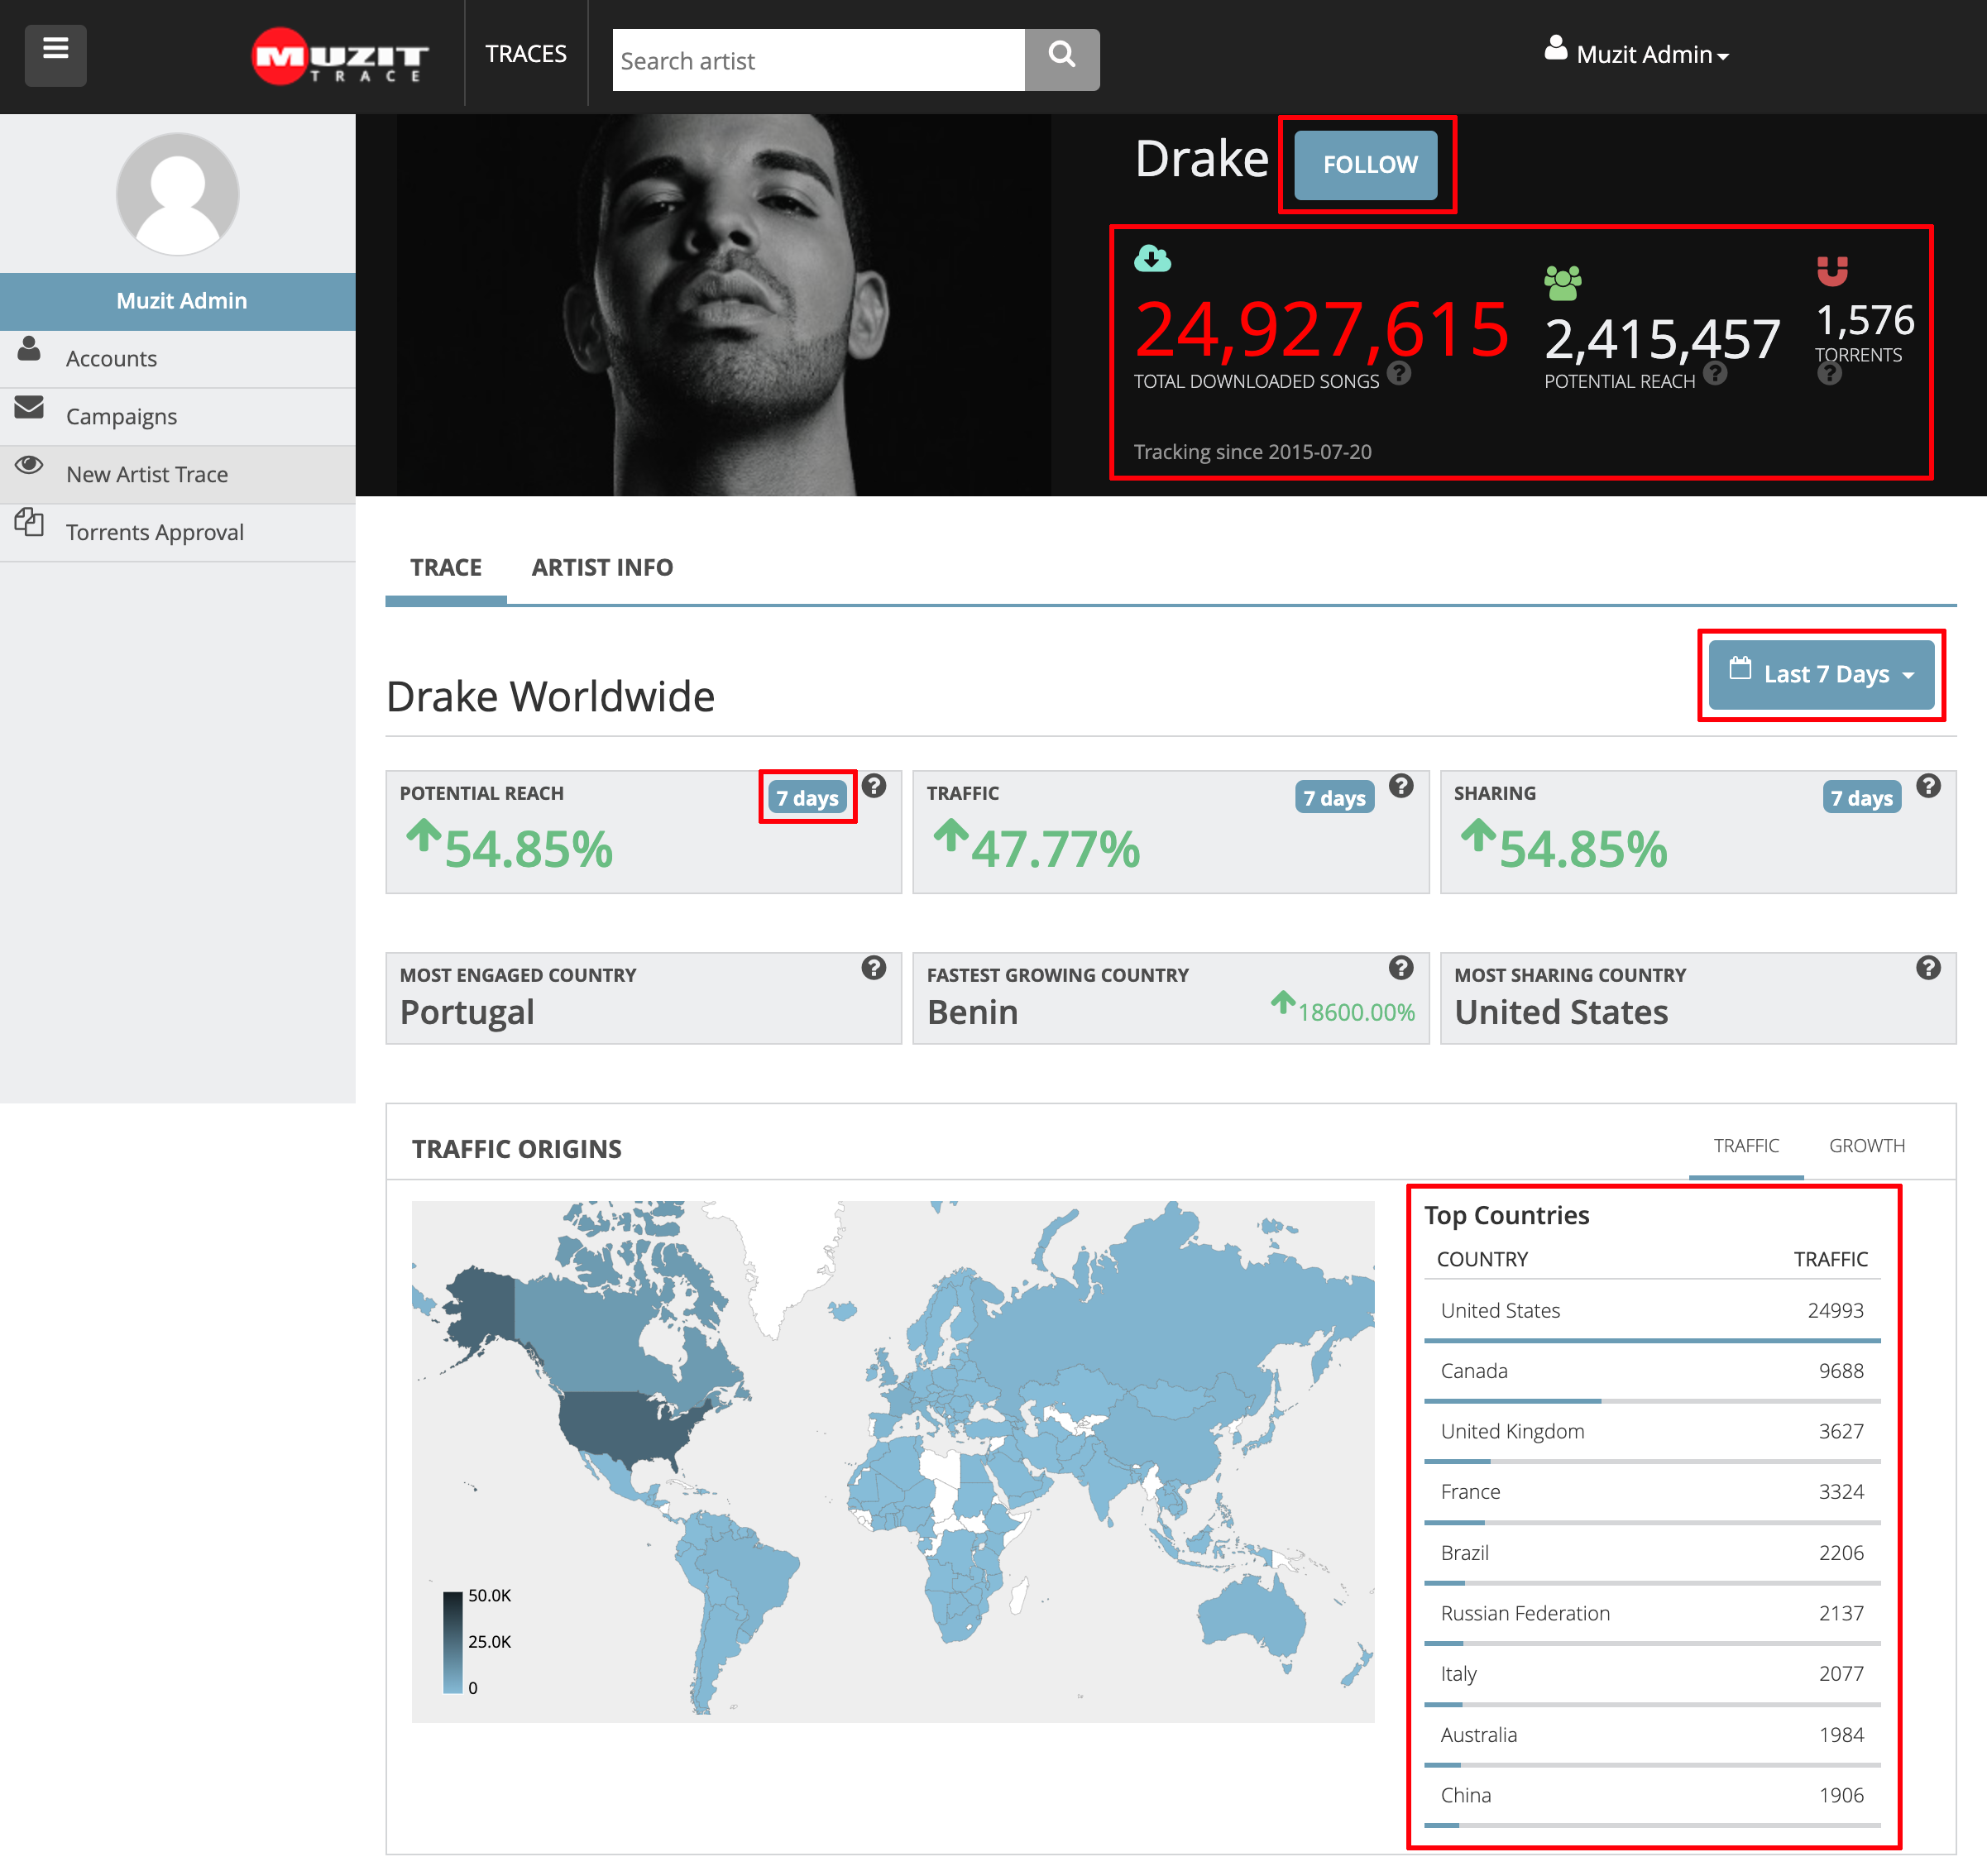 MUZIT
TRACE
TRACES
Search artist
Muzit Admin
Drake
FOLLOW
24,927,615
TOTAL DOWNLOADED SONGS ?
2,415,457
POTENTIAL REACH ?
1,576
TORRENTS
?
Tracking since 2015-07-20
Muzit Admin
Accounts
Campaigns
New Artist Trace
Torrents Approval
TRACE
ARTIST INFO
Drake Worldwide
Last 7 Days
POTENTIAL REACH 7 days ?
54.85%
TRAFFIC 7 days ?
47.77%
SHARING 7 days ?
54.85%
MOST ENGAGED COUNTRY ?
Portugal
FASTEST GROWING COUNTRY ?
Benin 18600.00%
MOST SHARING COUNTRY ?
United States
TRAFFIC ORIGINS
TRAFFIC GROWTH
50.0K
25.0K
0
Top Countries
COUNTRY TRAFFIC
United States 24993
Canada 9688
United Kingdom 3627
France 3324
Brazil 2206
Russian Federation 2137
Italy 2077
Australia 1984
China 1906